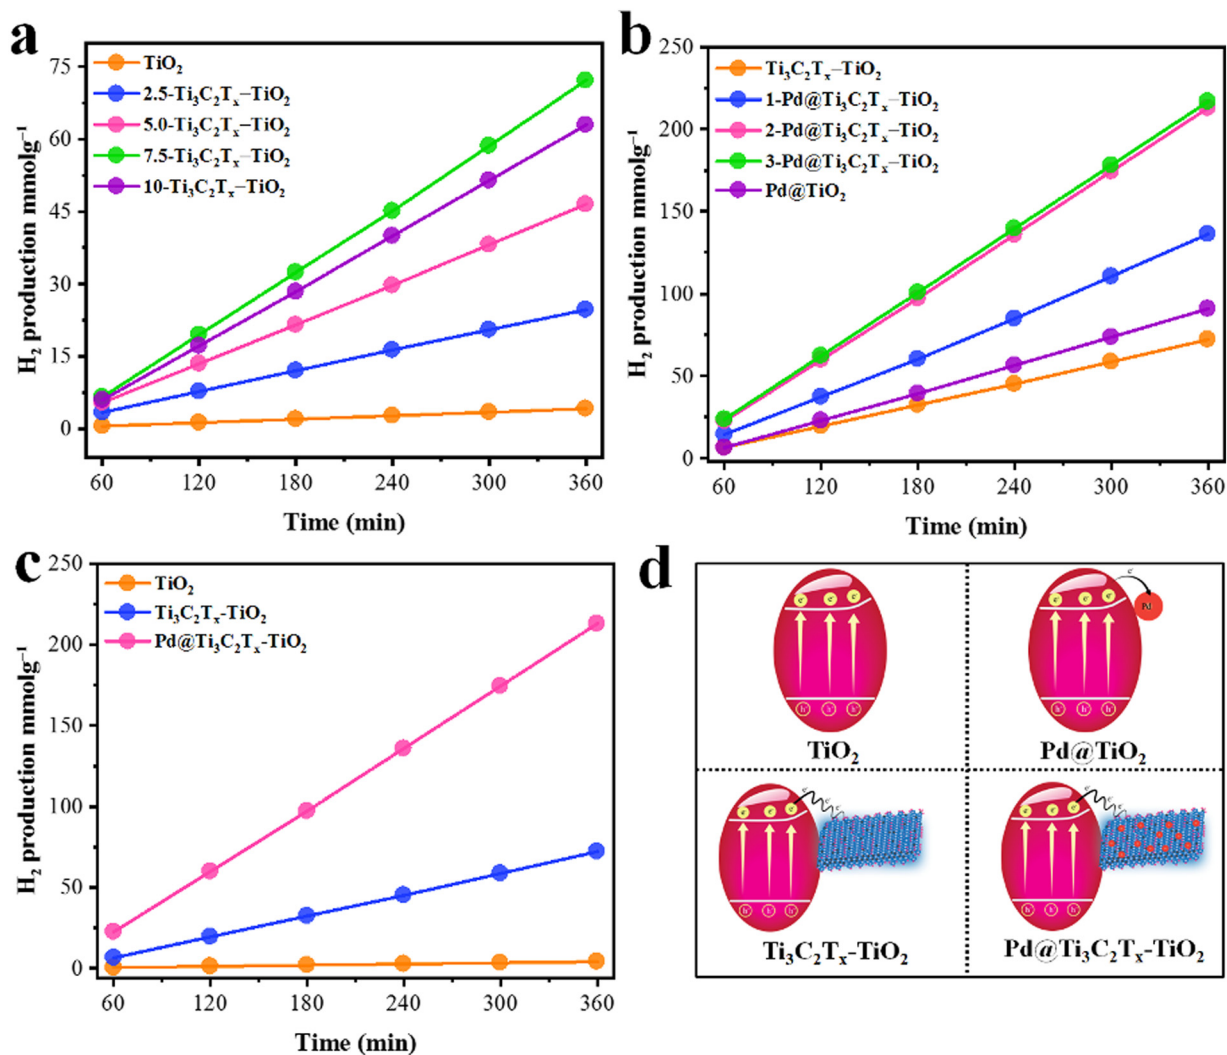 a
H₂ production mmolg⁻¹
75
60
45
30
15
0
TiO₂
2.5-Ti₃C₂Tₓ–TiO₂
5.0-Ti₃C₂Tₓ–TiO₂
7.5-Ti₃C₂Tₓ–TiO₂
10-Ti₃C₂Tₓ–TiO₂
60 120 180 240 300 360
Time (min)
b
H₂ production mmolg⁻¹
250
200
150
100
50
0
Ti₃C₂Tₓ–TiO₂
1-Pd@Ti₃C₂Tₓ–TiO₂
2-Pd@Ti₃C₂Tₓ–TiO₂
3-Pd@Ti₃C₂Tₓ–TiO₂
Pd@TiO₂
60 120 180 240 300 360
Time (min)
c
H₂ production mmolg⁻¹
250
200
150
100
50
0
TiO₂
Ti₃C₂Tₓ-TiO₂
Pd@Ti₃C₂Tₓ-TiO₂
60 120 180 240 300 360
Time (min)
d
e⁻ e⁻ e⁻
h⁺ h⁺ h⁺
TiO₂
e⁻
e⁻ e⁻ e⁻
Pd
h⁺ h⁺ h⁺
Pd@TiO₂
e⁻ e⁻
e⁻ e⁻ e⁻
h⁺ h⁺ h⁺
Ti₃C₂Tₓ-TiO₂
e⁻ e⁻
e⁻ e⁻ e⁻
h⁺ h⁺ h⁺
Pd@Ti₃C₂Tₓ-TiO₂